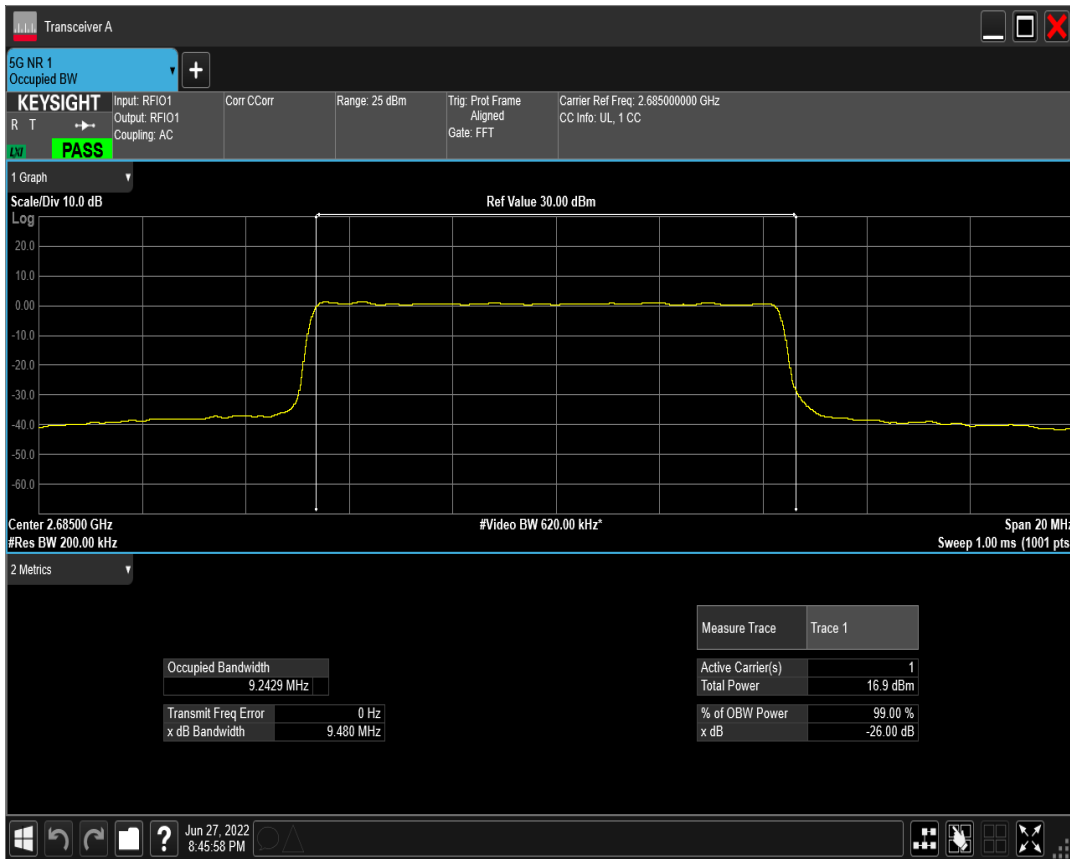 Transceiver A
5G NR 1
Occupied BW
KEYSIGHT
R T
LXI
PASS
Input: RFIO1
Output: RFIO1
Coupling: AC
Corr CCorr
Range: 25 dBm
Trig: Prot Frame
Aligned
Gate: FFT
Carrier Ref Freq: 2.685000000 GHz
CC Info: UL, 1 CC
1 Graph
Scale/Div 10.0 dB
Ref Value 30.00 dBm
Log
20.0
10.0
0.00
-10.0
-20.0
-30.0
-40.0
-50.0
-60.0
Center 2.68500 GHz
#Video BW 620.00 kHz*
Span 20 MHz
#Res BW 200.00 kHz
Sweep 1.00 ms (1001 pts
2 Metrics
Measure Trace Trace 1
Occupied Bandwidth
9.2429 MHz
Active Carrier(s) 1
Total Power 16.9 dBm
Transmit Freq Error 0 Hz
x dB Bandwidth 9.480 MHz
% of OBW Power 99.00 %
x dB -26.00 dB
?
Jun 27, 2022
8:45:58 PM